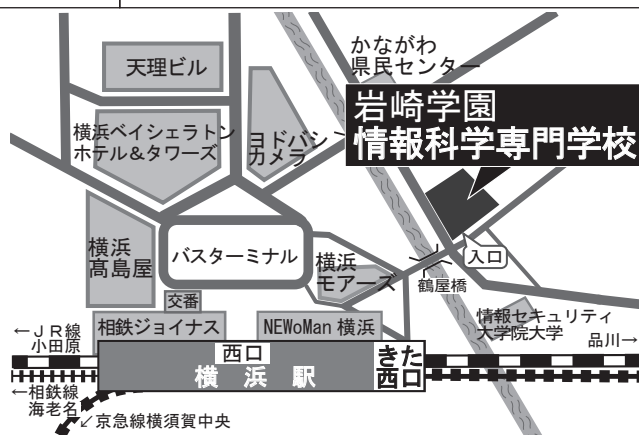 かながわ
県民センター
天理ビル
岩崎学園
情報科学専門学校
横浜ベイシェラトン
ホテル&タワーズ
ヨドバシ
カメラ
横浜
髙島屋
バスターミナル
横浜
モアーズ
入口
鶴屋橋
交番
相鉄ジョイナス
NEWoMan 横浜
情報セキュリティ
大学院大学
←JR線
小田原
品川→
西口
横浜駅
きた
西口
←相鉄線
海老名
↙京急線横須賀中央